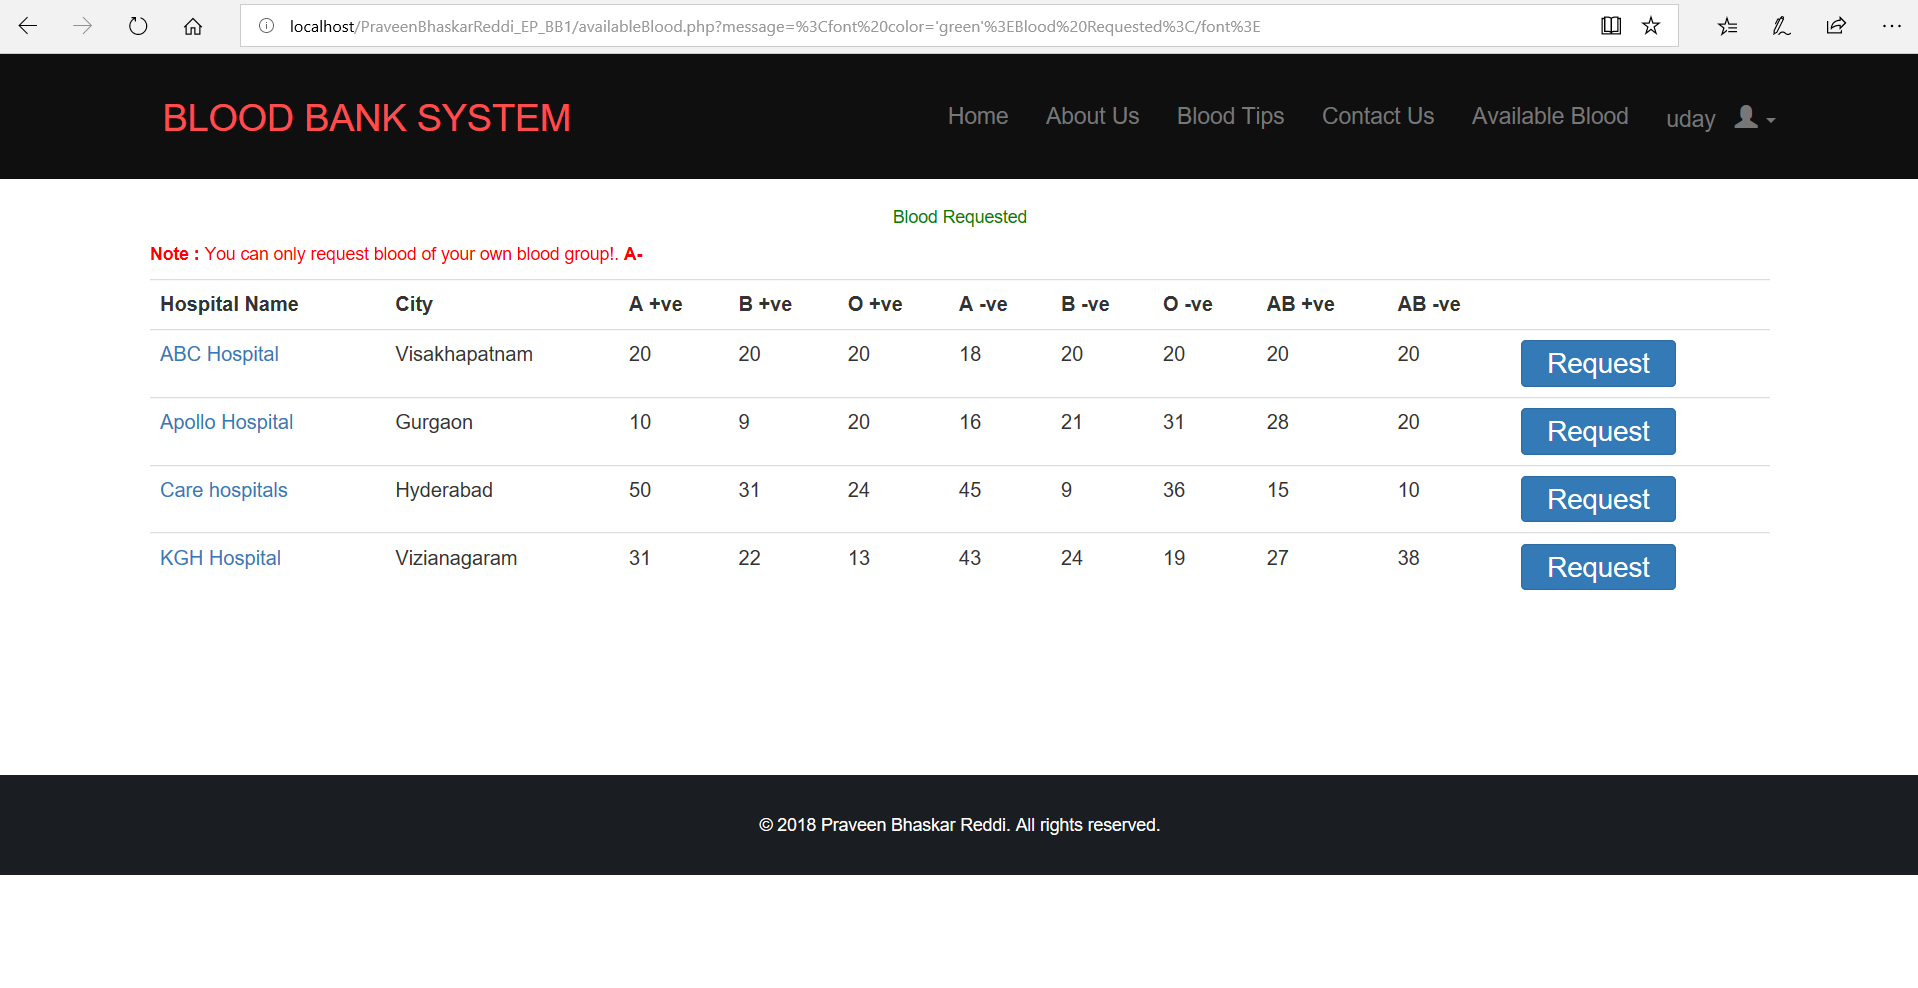 localhost/PraveenBhaskarReddi_EP_BB1/availableBlood.php?message=%3Cfont%20color='green'%3EBlood%20Requested%3C/font%3E
BLOOD BANK SYSTEM Home About Us Blood Tips Contact Us Available Blood uday
Blood Requested
Note : You can only request blood of your own blood group!. A-
Hospital Name City A +ve B +ve O +ve A -ve B -ve O -ve AB +ve AB -ve
ABC Hospital Visakhapatnam 20 20 20 18 20 20 20 20 Request
Apollo Hospital Gurgaon 10 9 20 16 21 31 28 20 Request
Care hospitals Hyderabad 50 31 24 45 9 36 15 10 Request
KGH Hospital Vizianagaram 31 22 13 43 24 19 27 38 Request
© 2018 Praveen Bhaskar Reddi. All rights reserved.